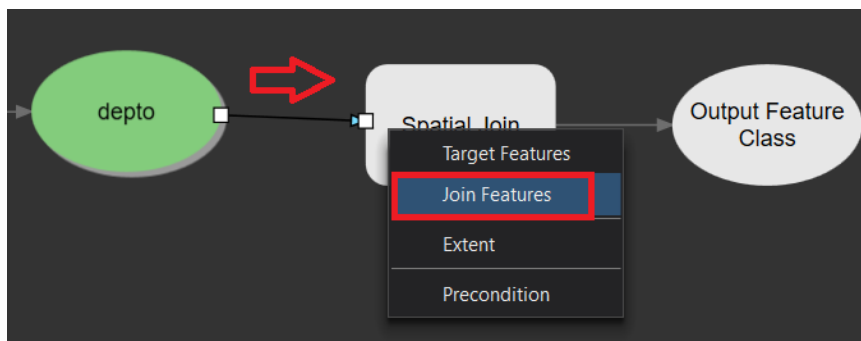 depto
Spatial Join
Output Feature
Class
Target Features
Join Features
Extent
Precondition